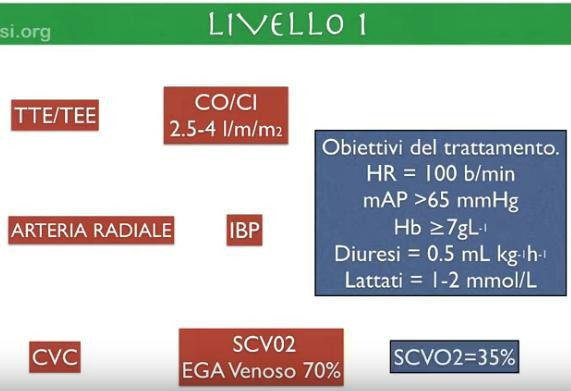 si.org
LIVELLO 1
TTE/TEE
CO/CI
2.5-4 l/m/m2
Obiettivi del trattamento.
HR = 100 b/min
mAP >65 mmHg
Hb ≥7gL-1
Diuresi = 0.5 mL kg-1h-1
Lattati = 1-2 mmol/L
ARTERIA RADIALE
IBP
CVC
SCV02
EGA Venoso 70%
SCVO2=35%